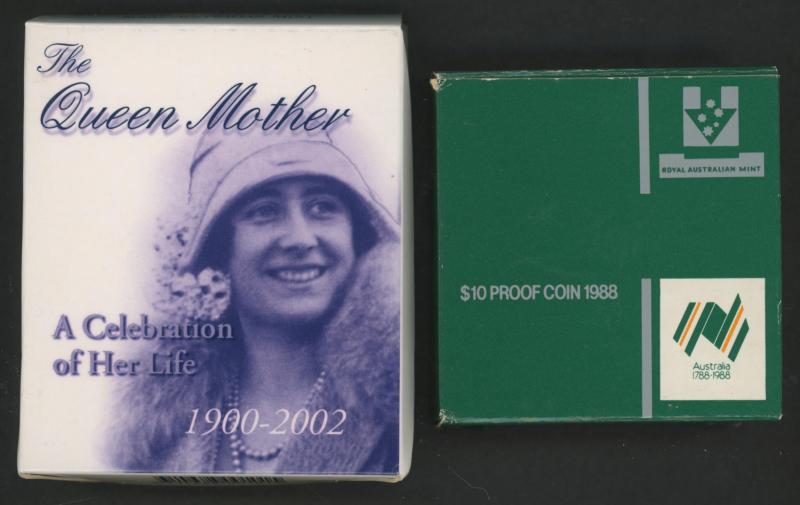 The
Queen Mother
A Celebration
of Her Life
1900-2002
ROYAL AUSTRALIAN MINT
$10 PROOF COIN 1988
Australia
1788-1988